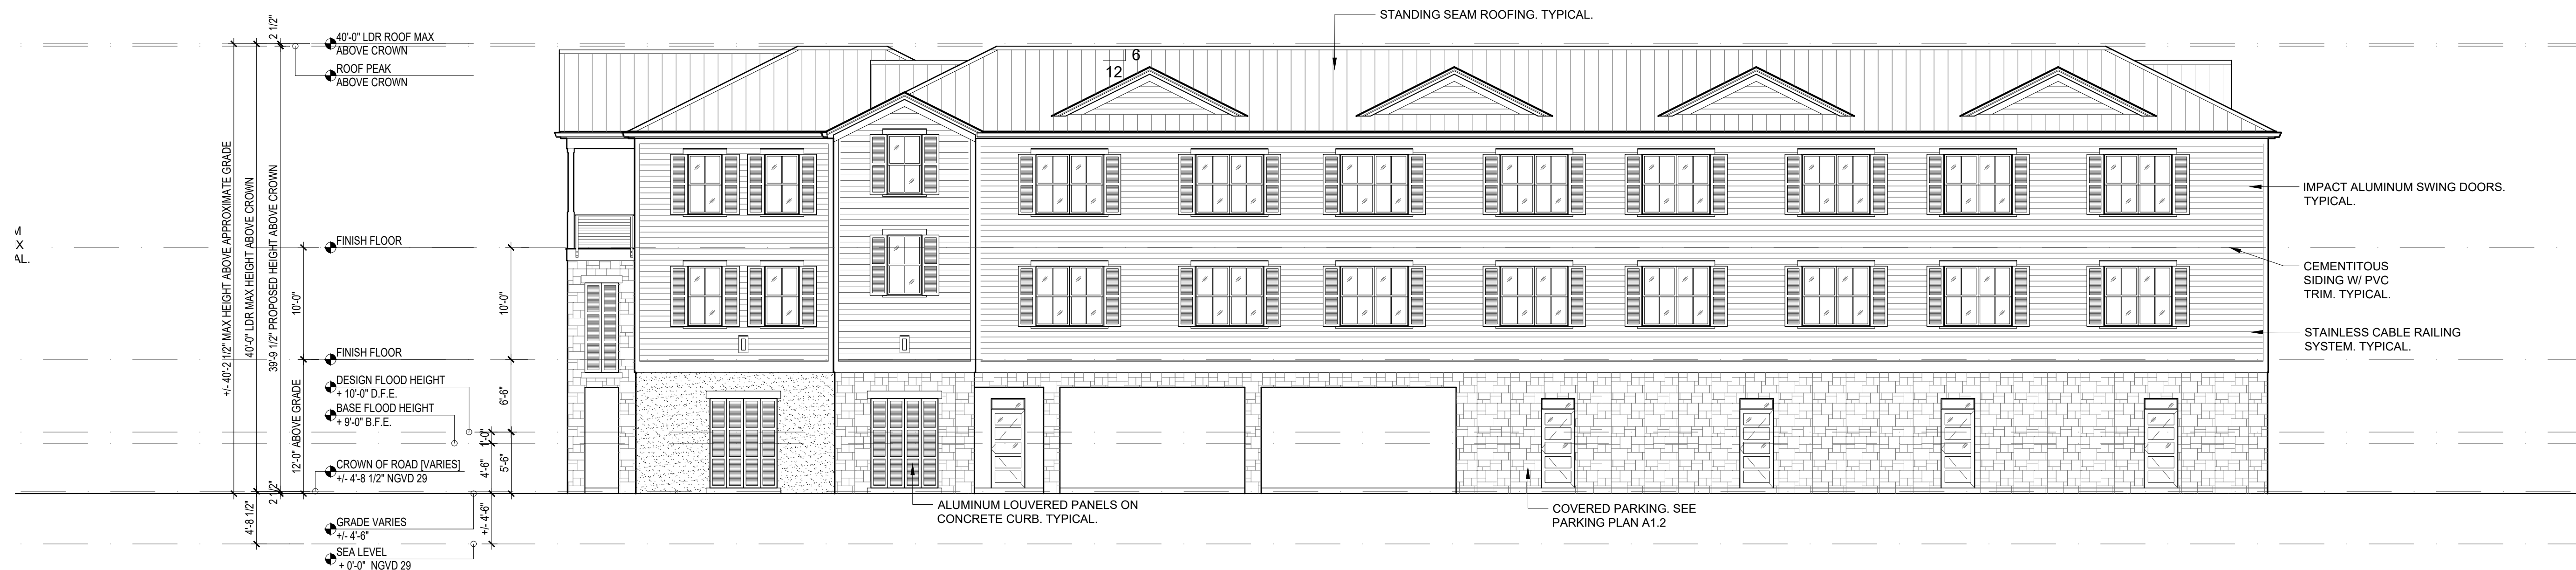 STANDING SEAM ROOFING. TYPICAL.
2 1/2"
40'-0" LDR ROOF MAX
ABOVE CROWN
ROOF PEAK
ABOVE CROWN
6
12
+/- 40'-2 1/2" MAX HEIGHT ABOVE APPROXIMATE GRADE
40'-0" LDR MAX HEIGHT ABOVE CROWN
39'-9 1/2" PROPOSED HEIGHT ABOVE CROWN
IMPACT ALUMINUM SWING DOORS.
TYPICAL.
M
X
AL.
FINISH FLOOR
CEMENTITOUS
SIDING W/ PVC
TRIM. TYPICAL.
10'-0"
10'-0"
STAINLESS CABLE RAILING
SYSTEM. TYPICAL.
FINISH FLOOR
DESIGN FLOOD HEIGHT
+ 10'-0" D.F.E.
BASE FLOOD HEIGHT
+ 9'-0" B.F.E.
12'-0" ABOVE GRADE
6'-6"
1'-0"
4'-6"
5'-6"
CROWN OF ROAD [VARIES]
+/- 4'-8 1/2" NGVD 29
2 1/2"
4'-8 1/2"
+/- 4'-6"
GRADE VARIES
+/- 4'-6"
SEA LEVEL
+ 0'-0" NGVD 29
ALUMINUM LOUVERED PANELS ON
CONCRETE CURB. TYPICAL.
COVERED PARKING. SEE
PARKING PLAN A1.2